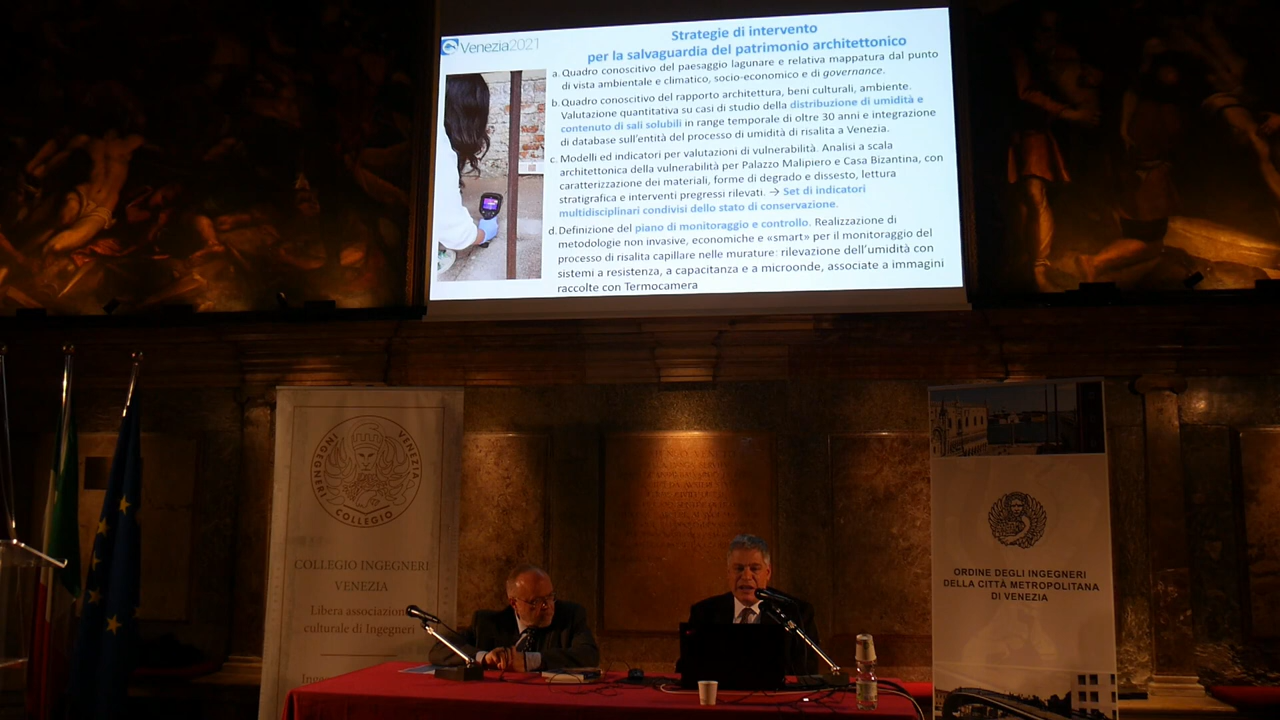 Venezia2021
Strategie di intervento
per la salvaguardia del patrimonio architettonico
a. Quadro conoscitivo del paesaggio lagunare e relativa mappatura dal punto
di vista ambientale e climatico, socio-economico e di governance.
b. Quadro conoscitivo del rapporto architettura, beni culturali, ambiente.
Valutazione quantitativa su casi di studio della distribuzione di umidità e
contenuto di sali solubili in range temporale di oltre 30 anni e integrazione
di database sull'entità del processo di umidità di risalita a Venezia.
c. Modelli ed indicatori per valutazioni di vulnerabilità. Analisi a scala
architettonica della vulnerabilità per Palazzo Malipiero e Casa Bizantina, con
caratterizzazione dei materiali, forme di degrado e dissesto, lettura
stratigrafica e interventi pregressi rilevati. → Set di indicatori
multidisciplinari condivisi dello stato di conservazione.
d. Definizione del piano di monitoraggio e controllo. Realizzazione di
metodologie non invasive, economiche e «smart» per il monitoraggio del
processo di risalita capillare nelle murature: rilevazione dell'umidità con
sistemi a resistenza, a capacitanza e a microonde, associate a immagini
raccolte con Termocamera
INGEGNERI VENEZIA
COLLEGIO
COLLEGIO INGEGNERI
VENEZIA
Libera associazione
culturale di Ingegneri
ORDINE DEGLI INGEGNERI
DELLA CITTÀ METROPOLITANA
DI VENEZIA